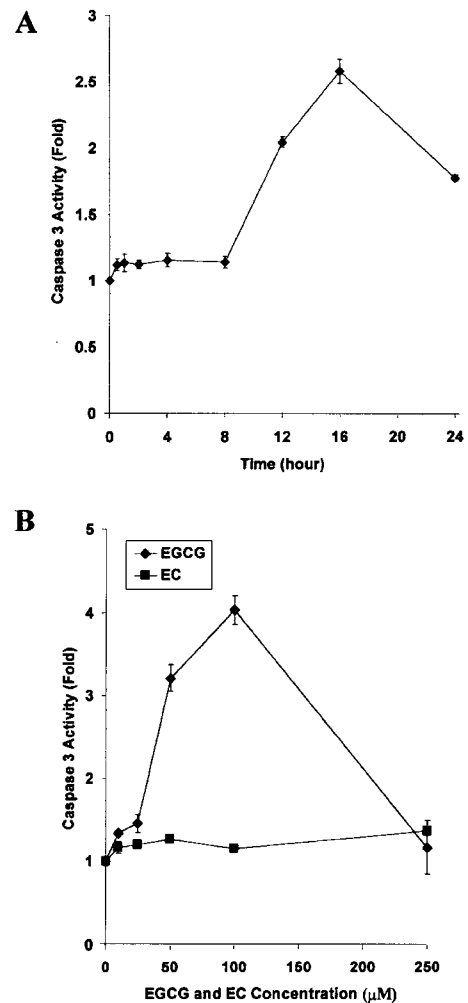 A
3
2.5
2
1.5
1
0.5
0
Caspase 3 Activity (Fold)
0 4 8 12 16 20 24
Time (hour)
B
5
4
3
2
1
0
Caspase 3 Activity (Fold)
EGCG
EC
0 50 100 150 200 250
EGCG and EC Concentration (μM)